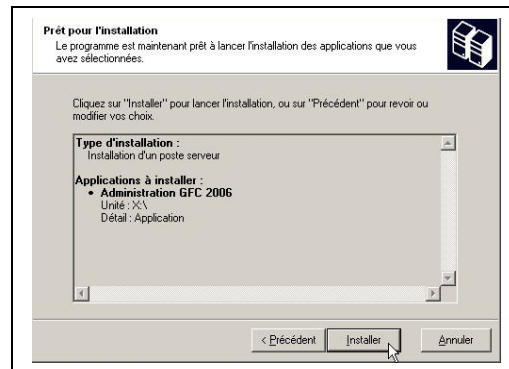 Prêt pour l'installation
Le programme est maintenant prêt à lancer l'installation des applications que vous
avez sélectionnées.
Cliquez sur "Installer" pour lancer l'installation, ou sur "Précédent" pour revoir ou
modifier vos choix.
Type d'installation :
Installation d'un poste serveur
Applications à installer :
• Administration GFC 2006
Unité : X:\
Détail : Application
< Précédent Installer Annuler